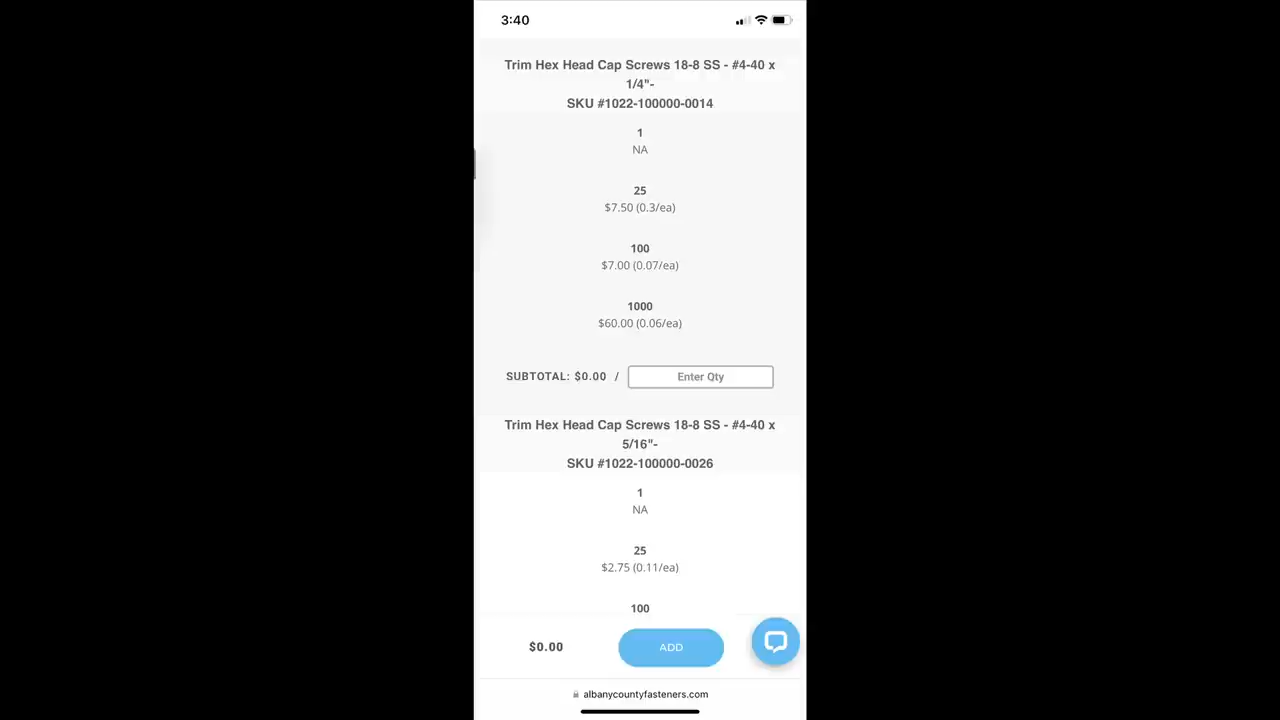 3:40
Trim Hex Head Cap Screws 18-8 SS - #4-40 x
1/4"-
SKU #1022-100000-0014
1
NA
25
$7.50 (0.3/ea)
100
$7.00 (0.07/ea)
1000
$60.00 (0.06/ea)
SUBTOTAL: $0.00 / Enter Qty
Trim Hex Head Cap Screws 18-8 SS - #4-40 x
5/16"-
SKU #1022-100000-0026
1
NA
25
$2.75 (0.11/ea)
100
$0.00 ADD
albanycountyfasteners.com